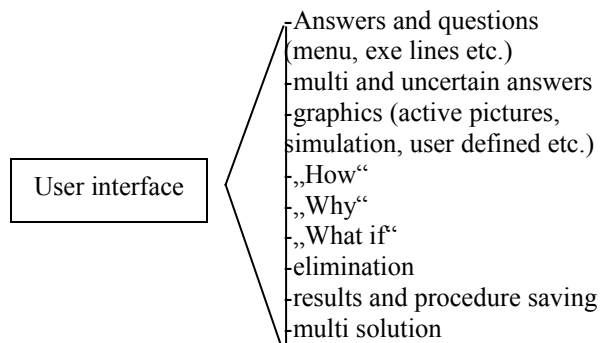 User interface
-Answers and questions
(menu, exe lines etc.)
-multi and uncertain answers
-graphics (active pictures,
simulation, user defined etc.)
-„How“
-„Why“
-„What if“
-elimination
-results and procedure saving
-multi solution